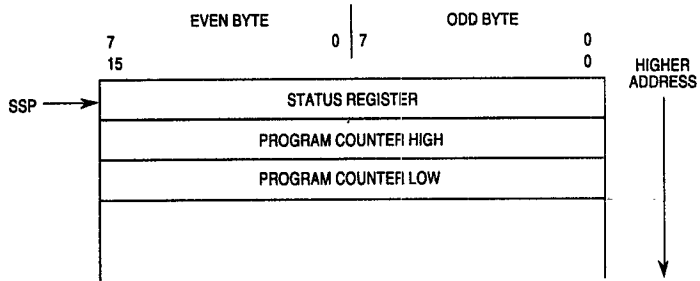 EVEN BYTE ODD BYTE
7 0 7 0
15 0
HIGHER
ADDRESS
SSP
STATUS REGISTER
PROGRAM COUNTER HIGH
PROGRAM COUNTER LOW